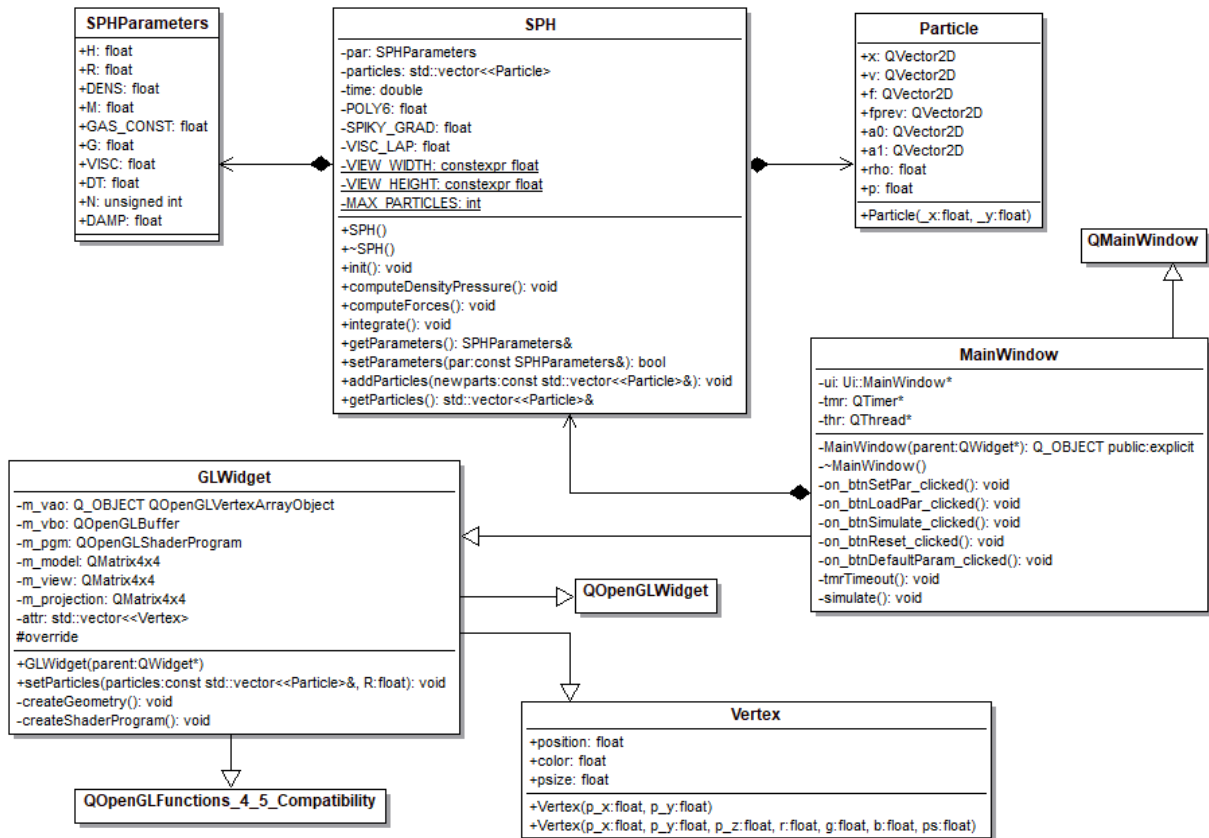 SPHParameters
+H: float
+R: float
+DENS: float
+M: float
+GAS_CONST: float
+G: float
+VISC: float
+DT: float
+N: unsigned int
+DAMP: float
SPH
-par: SPHParameters
-particles: std::vector<<Particle>
-time: double
-POLY6: float
-SPIKY_GRAD: float
-VISC_LAP: float
-VIEW_WIDTH: constexpr float
-VIEW_HEIGHT: constexpr float
-MAX_PARTICLES: int
+SPH()
+~SPH()
+init(): void
+computeDensityPressure(): void
+computeForces(): void
+integrate(): void
+getParameters(): SPHParameters&
+setParameters(par:const SPHParameters&): bool
+addParticles(newparts:const std::vector<<Particle>&): void
+getParticles(): std::vector<<Particle>&
Particle
+x: QVector2D
+v: QVector2D
+f: QVector2D
+fprev: QVector2D
+a0: QVector2D
+a1: QVector2D
+rho: float
+p: float
+Particle(_x:float, _y:float)
QMainWindow
MainWindow
-ui: Ui::MainWindow*
-tmr: QTimer*
-thr: QThread*
-MainWindow(parent:QWidget*): Q_OBJECT public:explicit
-~MainWindow()
-on_btnSetPar_clicked(): void
-on_btnLoadPar_clicked(): void
-on_btnSimulate_clicked(): void
-on_btnReset_clicked(): void
-on_btnDefaultParam_clicked(): void
-tmrTimeout(): void
-simulate(): void
GLWidget
-m_vao: Q_OBJECT QOpenGLVertexArrayObject
-m_vbo: QOpenGLBuffer
-m_pgm: QOpenGLShaderProgram
-m_model: QMatrix4x4
-m_view: QMatrix4x4
-m_projection: QMatrix4x4
-attr: std::vector<<Vertex>
#override
+GLWidget(parent:QWidget*)
+setParticles(particles:const std::vector<<Particle>&, R:float): void
-createGeometry(): void
-createShaderProgram(): void
QOpenGLWidget
Vertex
+position: float
+color: float
+psize: float
+Vertex(p_x:float, p_y:float)
+Vertex(p_x:float, p_y:float, p_z:float, r:float, g:float, b:float, ps:float)
QOpenGLFunctions_4_5_Compatibility